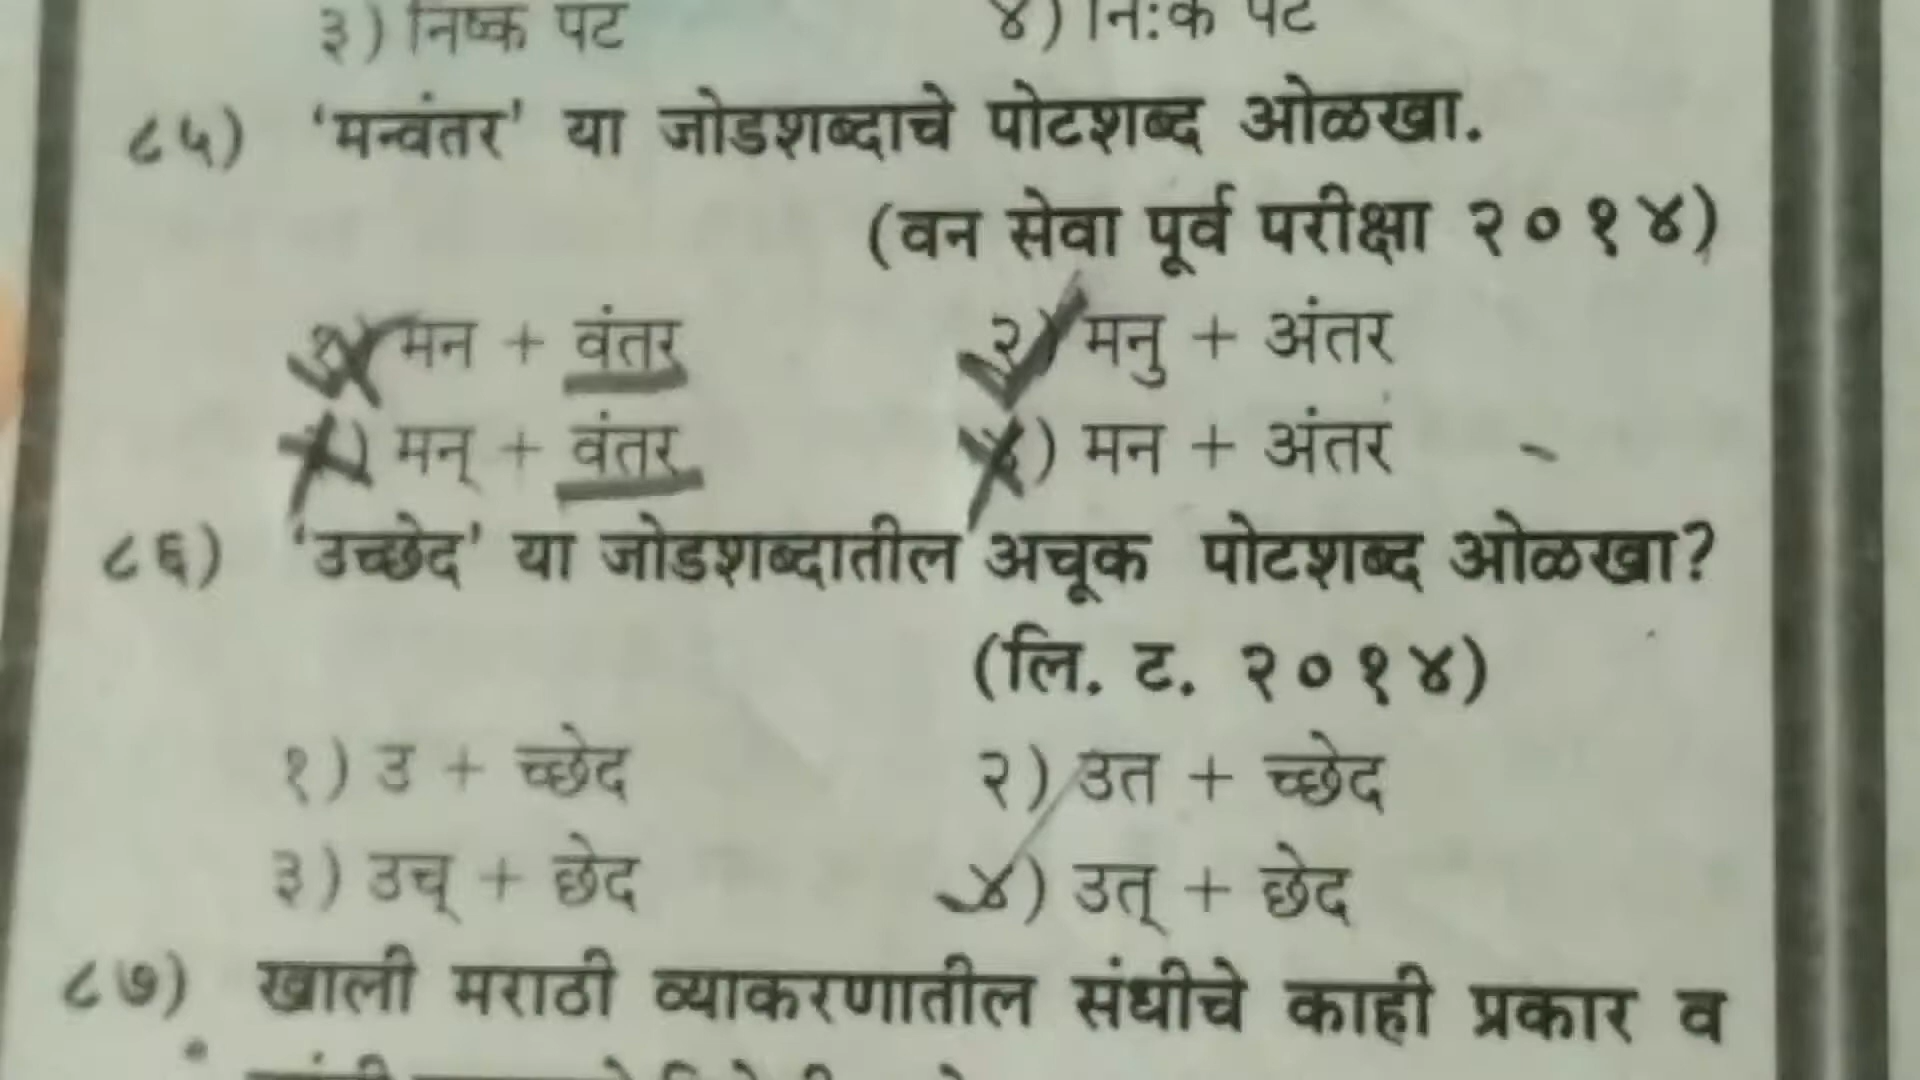 ३) निष्क पट ४) नि:क पट
८५) 'मन्वंतर' या जोडशब्दाचे पोटशब्द ओळखा.
(वन सेवा पूर्व परीक्षा २०१४)
१) मन + वंतर २) मनु + अंतर
) मन् + वंतर ) मन + अंतर
८६) 'उच्छेद' या जोडशब्दातील अचूक पोटशब्द ओळखा?
(लि. ट. २०१४)
१) उ + च्छेद २) उत + च्छेद
३) उच् + छेद ४) उत् + छेद
८७) खाली मराठी व्याकरणातील संधीचे काही प्रकार व